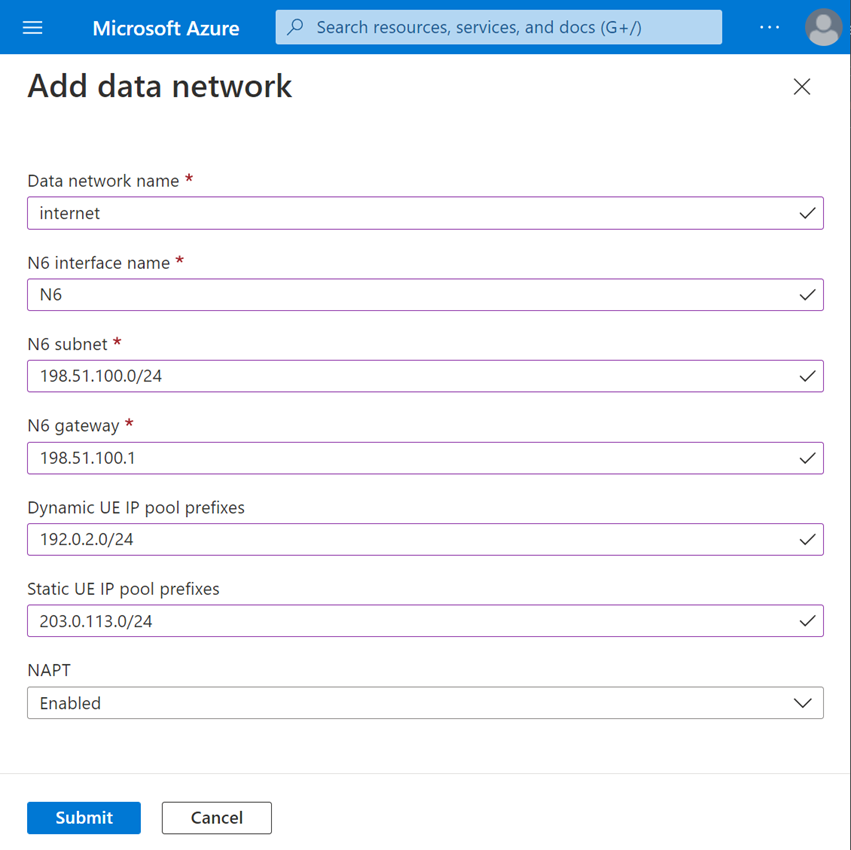 Microsoft Azure
Search resources, services, and docs (G+/)
Add data network
Data network name *
internet
N6 interface name *
N6
N6 subnet *
198.51.100.0/24
N6 gateway *
198.51.100.1
Dynamic UE IP pool prefixes
192.0.2.0/24
Static UE IP pool prefixes
203.0.113.0/24
NAPT
Enabled
Submit
Cancel